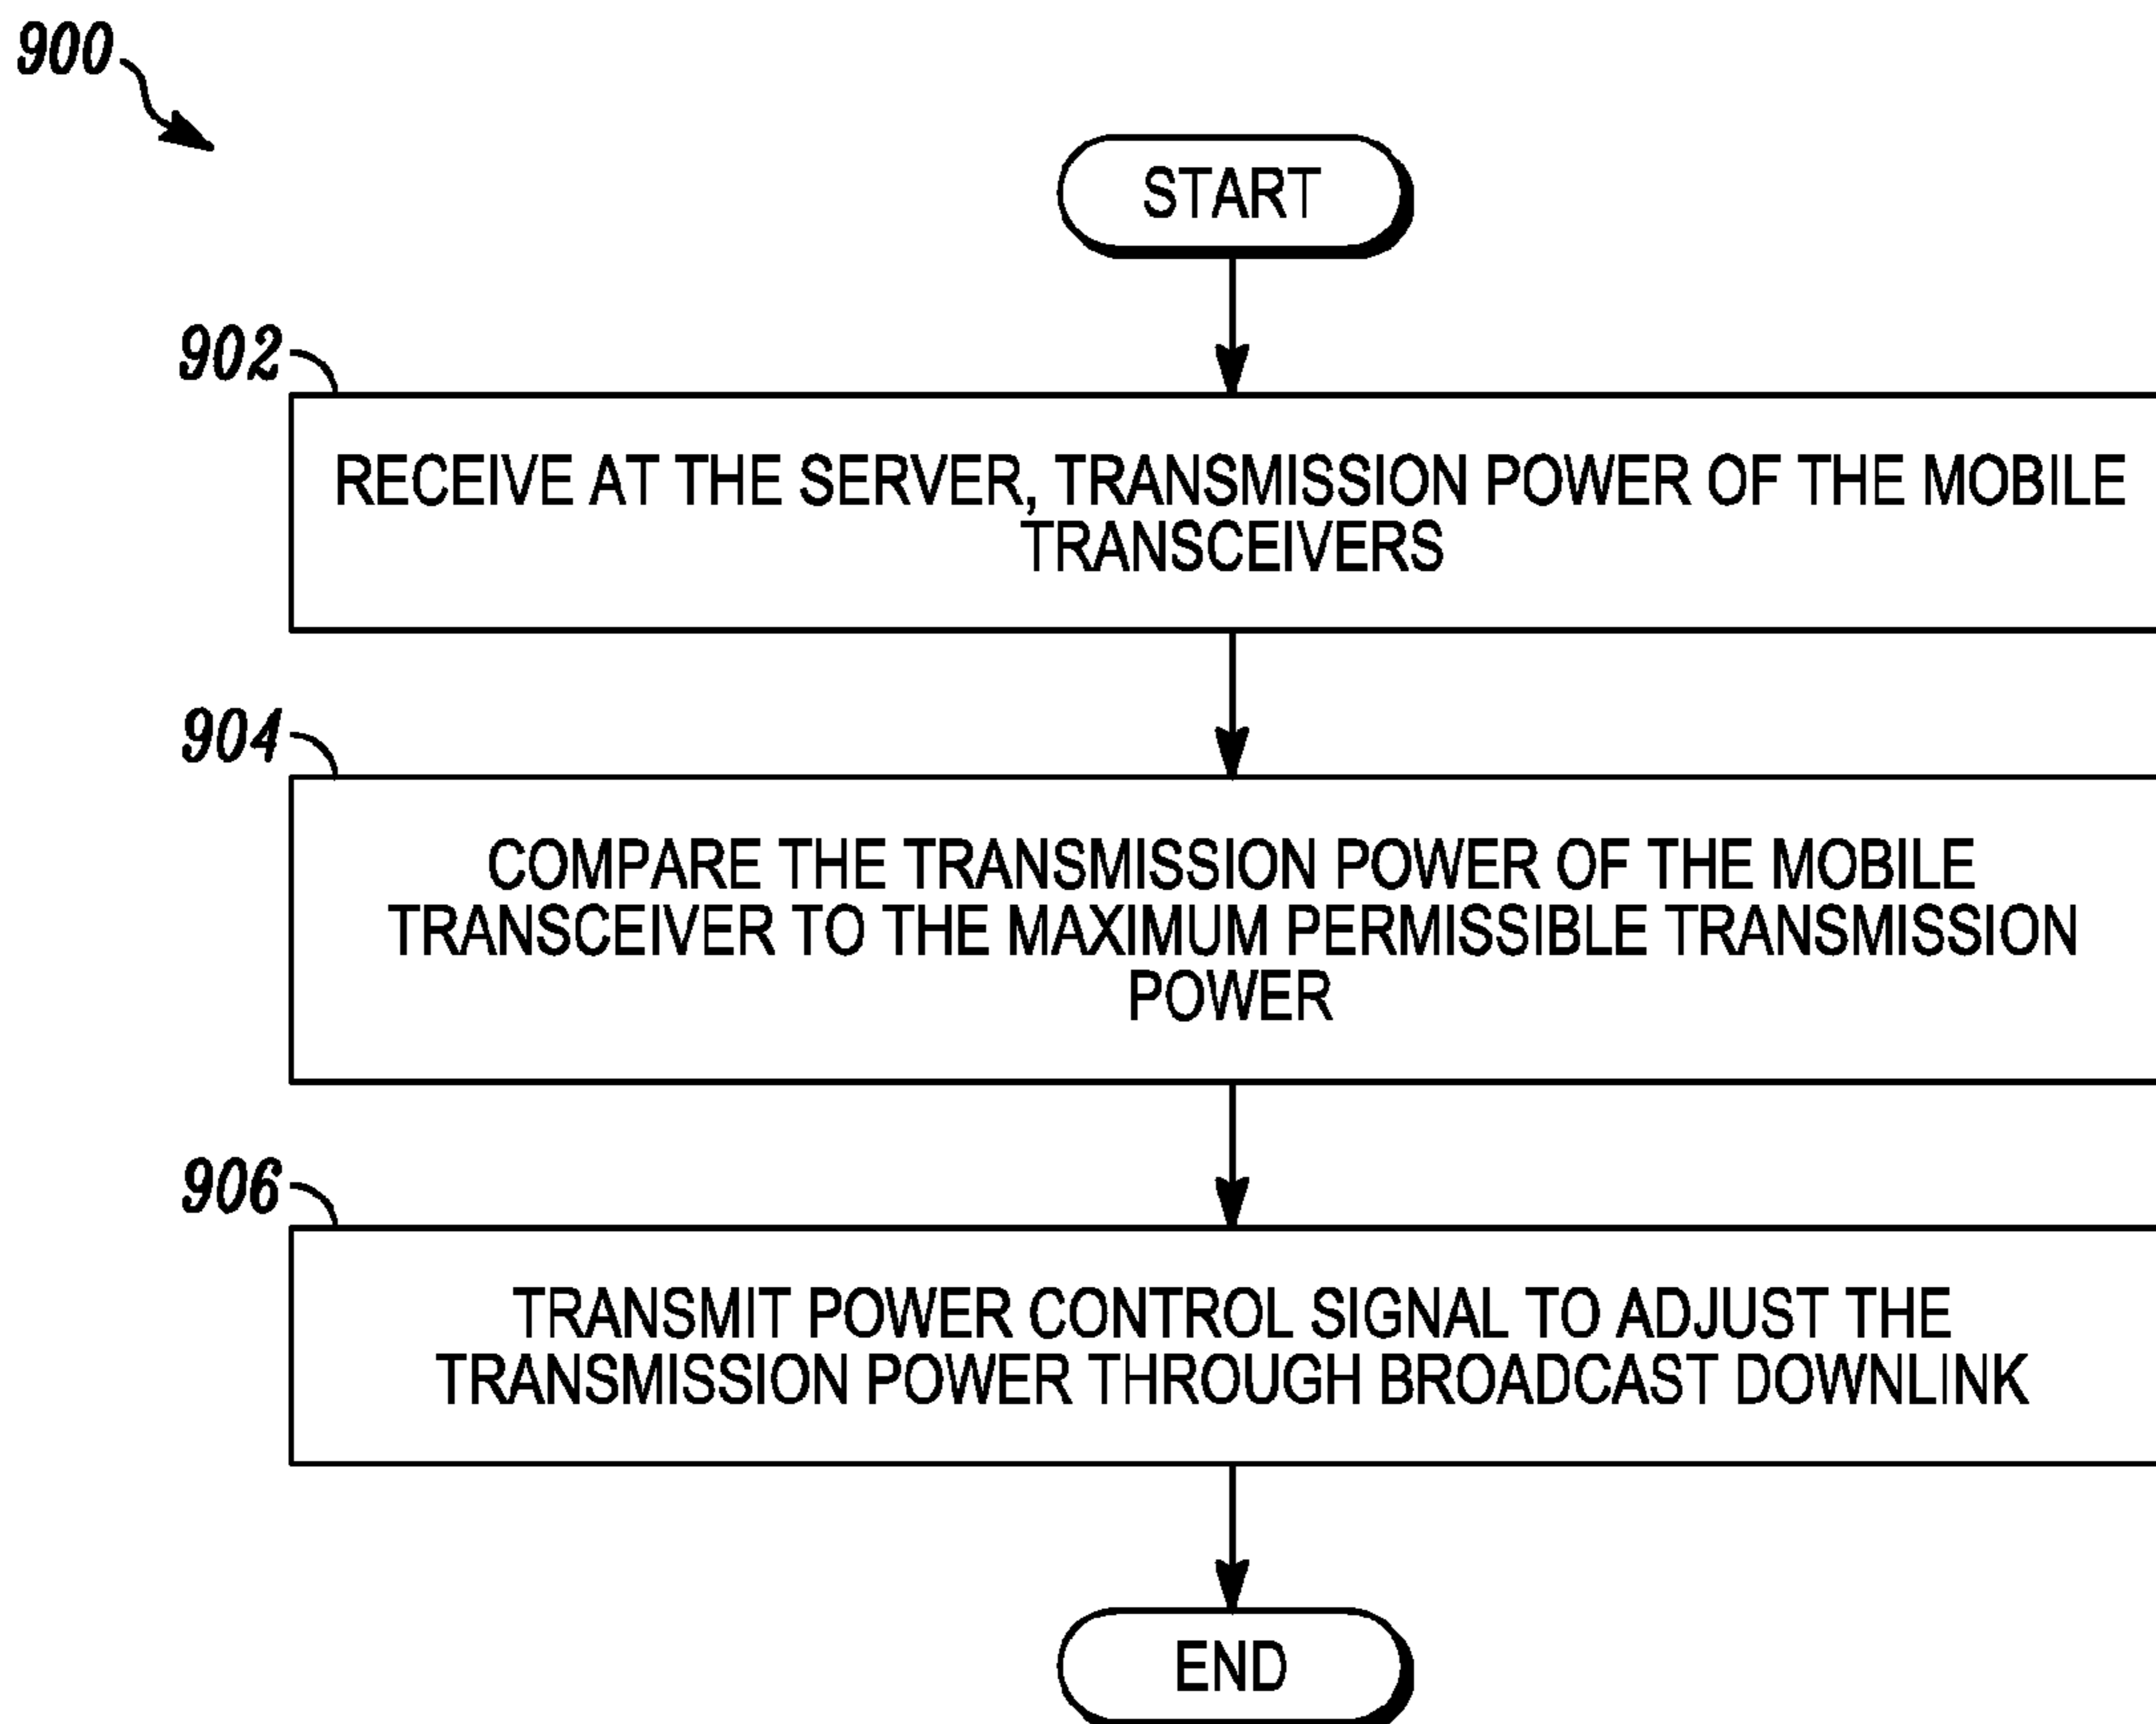 900
START
902
RECEIVE AT THE SERVER, TRANSMISSION POWER OF THE MOBILE
TRANSCEIVERS
904
COMPARE THE TRANSMISSION POWER OF THE MOBILE
TRANSCEIVER TO THE MAXIMUM PERMISSIBLE TRANSMISSION
POWER
906
TRANSMIT POWER CONTROL SIGNAL TO ADJUST THE
TRANSMISSION POWER THROUGH BROADCAST DOWNLINK
END